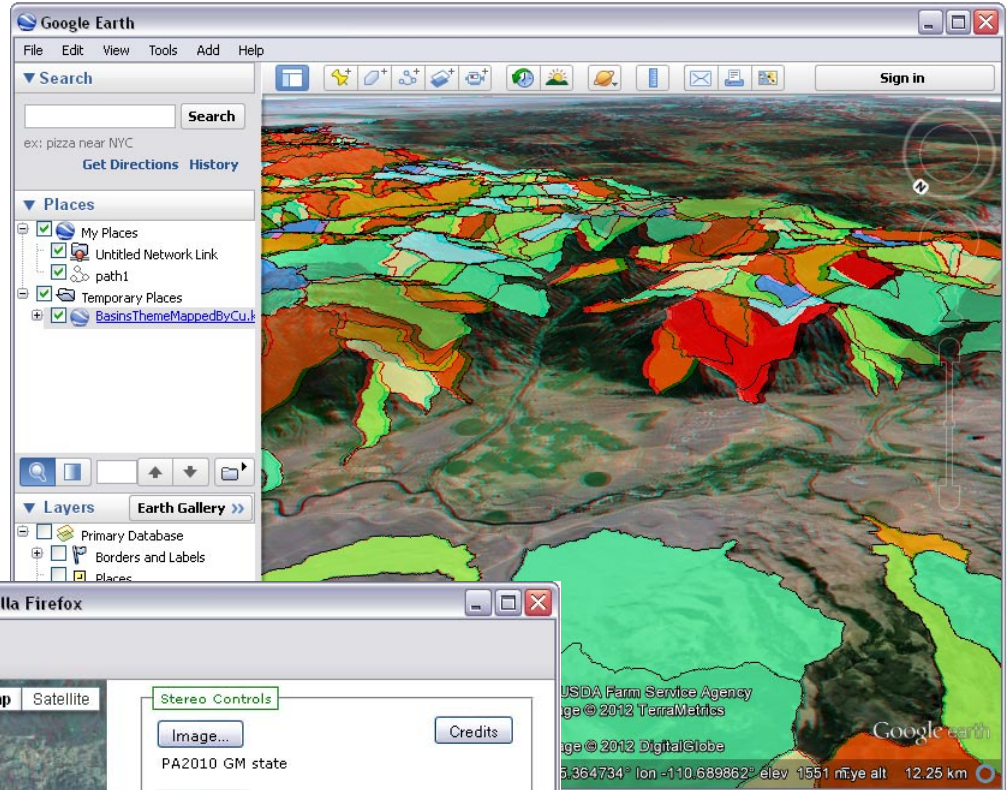 Google Earth
File Edit View Tools Add Help
Search
Sign in
Search
ex: pizza near NYC
Get Directions History
Places
My Places
Untitled Network Link
path1
Temporary Places
BasinsThemeMappedByCu.k
N
Layers Earth Gallery >>
Primary Database
Borders and Labels
Places
lla Firefox
p Satellite
Stereo Controls
Image...
Credits
PA2010 GM state
USDA Farm Service Agency
ge © 2012 TerraMetrics
ge © 2012 DigitalGlobe
Google earth
5.364734° lon -110.689862° elev 1551 m Eye alt 12.25 km